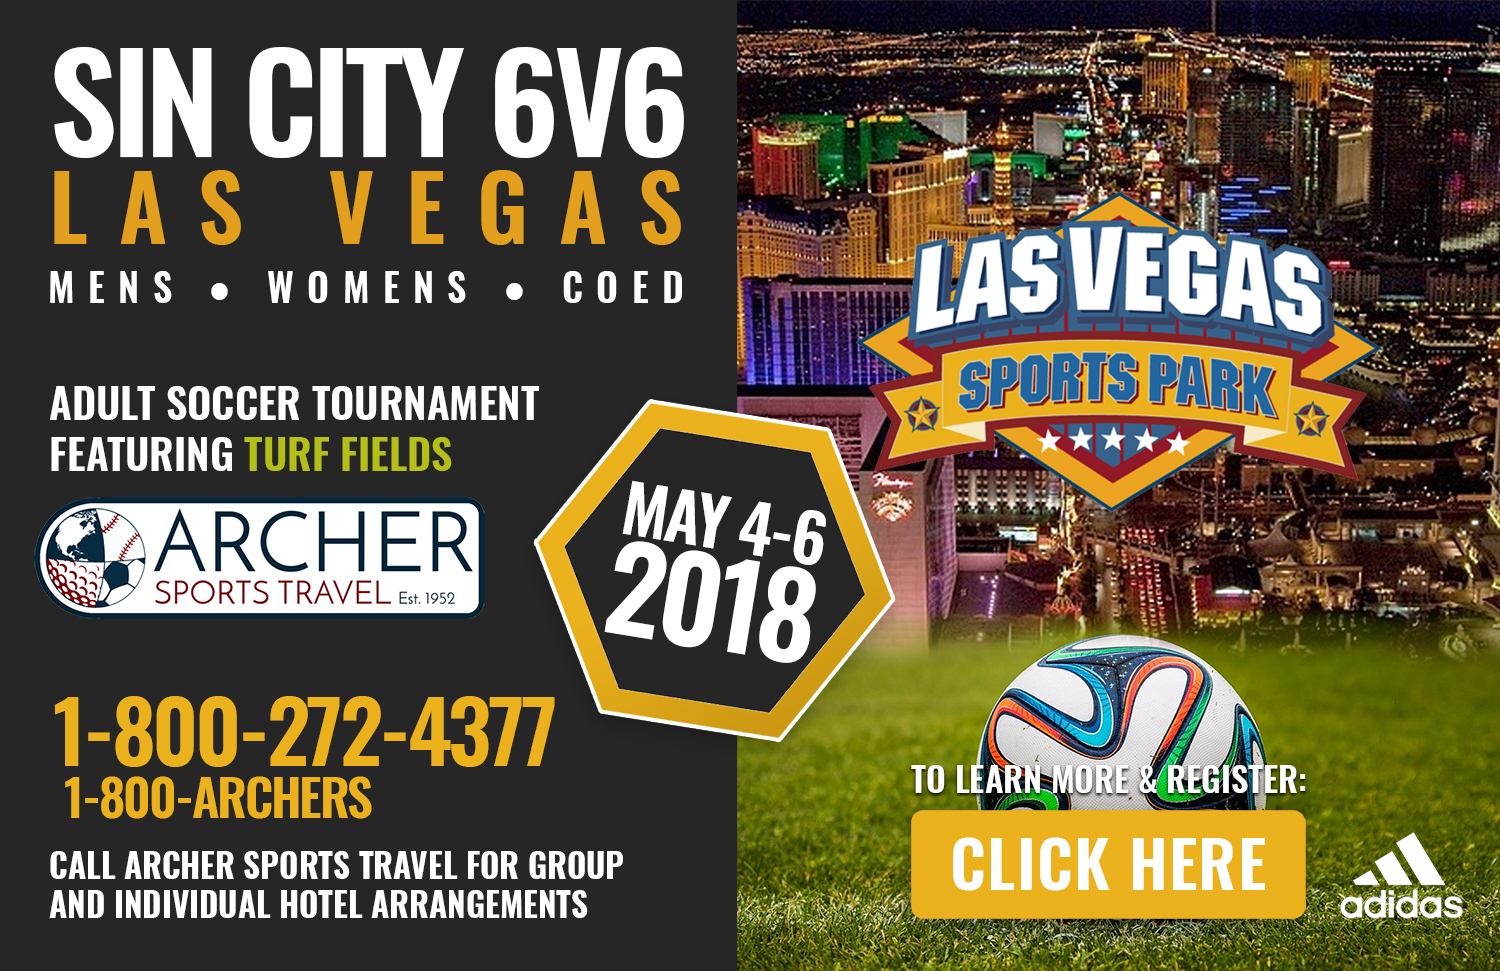 SIN CITY 6V6
LAS VEGAS
MENS • WOMENS • COED
ADULT SOCCER TOURNAMENT
FEATURING TURF FIELDS
ARCHER
SPORTS TRAVEL Est. 1952
MAY 4-6
2018
1-800-272-4377
1-800-ARCHERS
CALL ARCHER SPORTS TRAVEL FOR GROUP
AND INDIVIDUAL HOTEL ARRANGEMENTS
LAS VEGAS
SPORTS PARK
Flamingo
TO LEARN MORE & REGISTER:
CLICK HERE
adidas